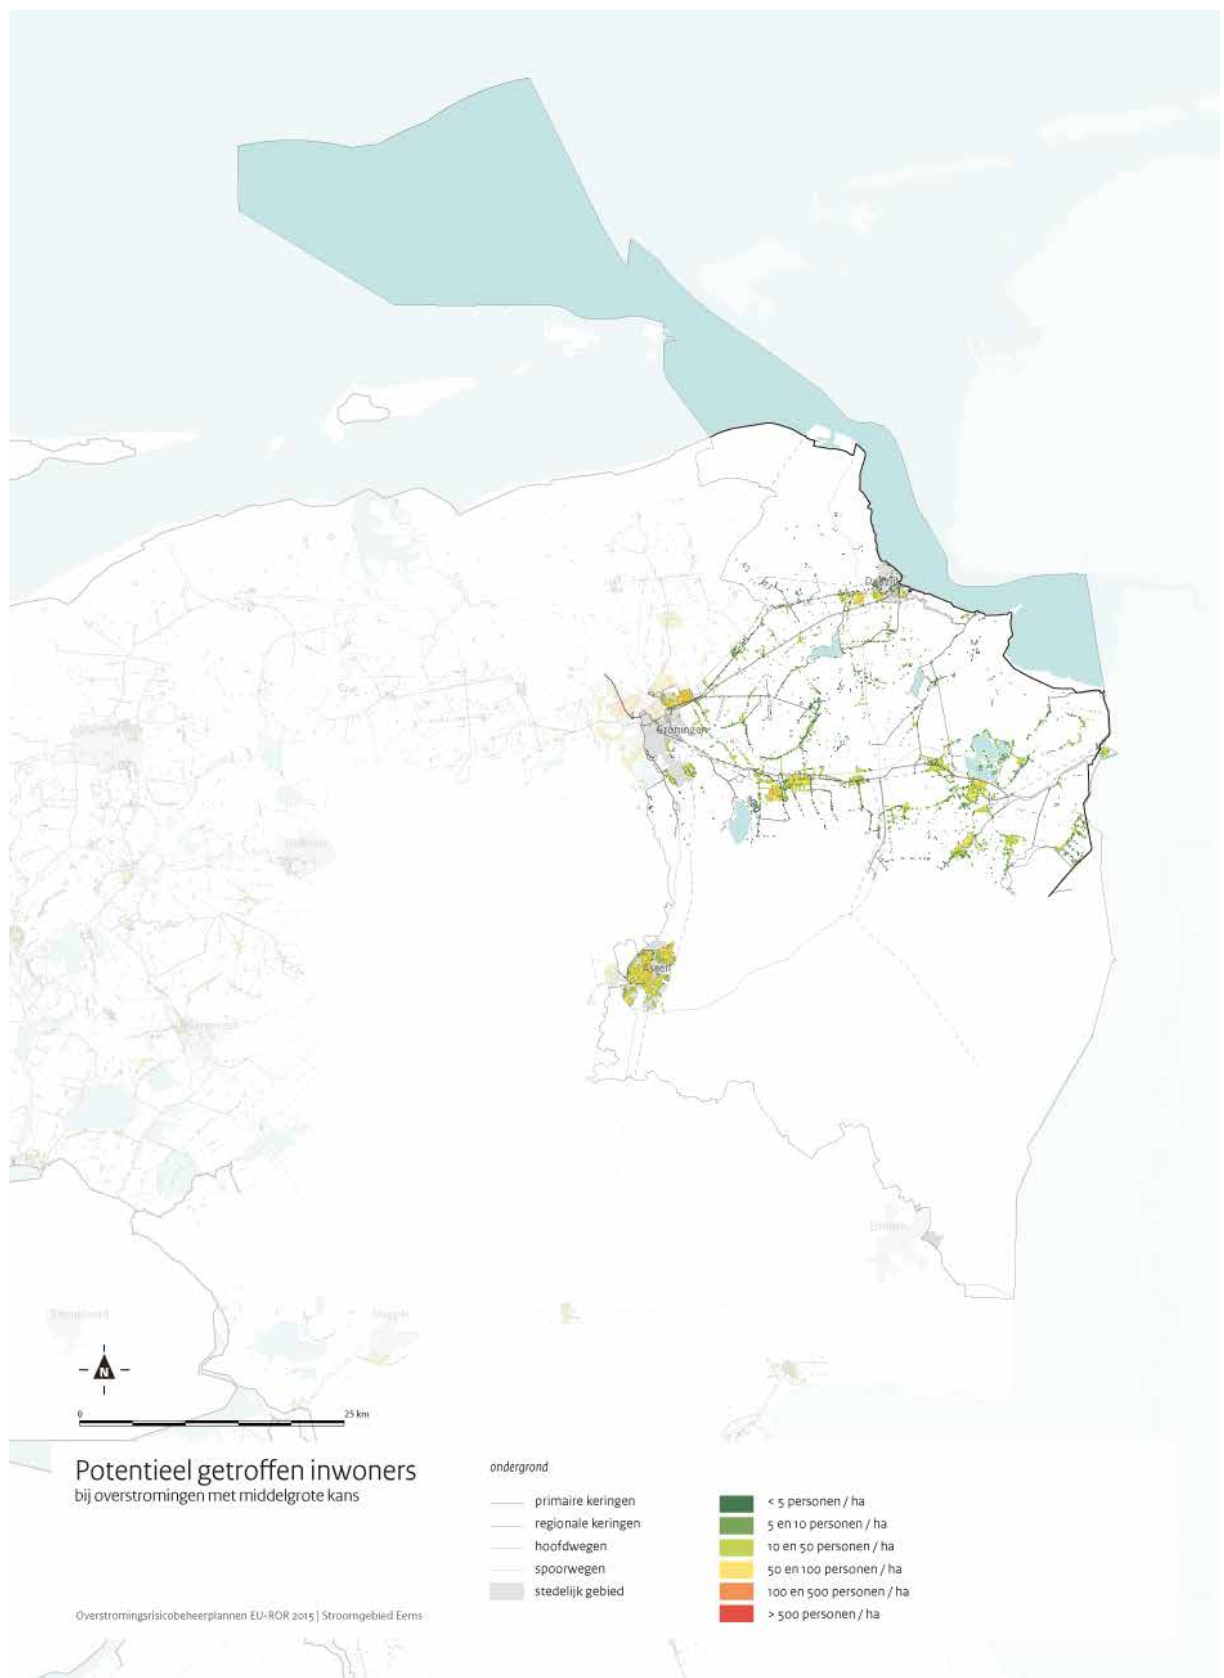 Groningen
Assen
Emmen
Meppel
N
0
25 km
Potentieel getroffen inwoners
bij overstromingen met middelgrote kans
ondergrond
primaire keringen
regionale keringen
hoofdwegen
spoorwegen
stedelijk gebied
< 5 personen / ha
5 en 10 personen / ha
10 en 50 personen / ha
50 en 100 personen / ha
100 en 500 personen / ha
> 500 personen / ha
Overstromingsrisicobeheerplannen EU-ROR 2015 | Stroomgebied Eems